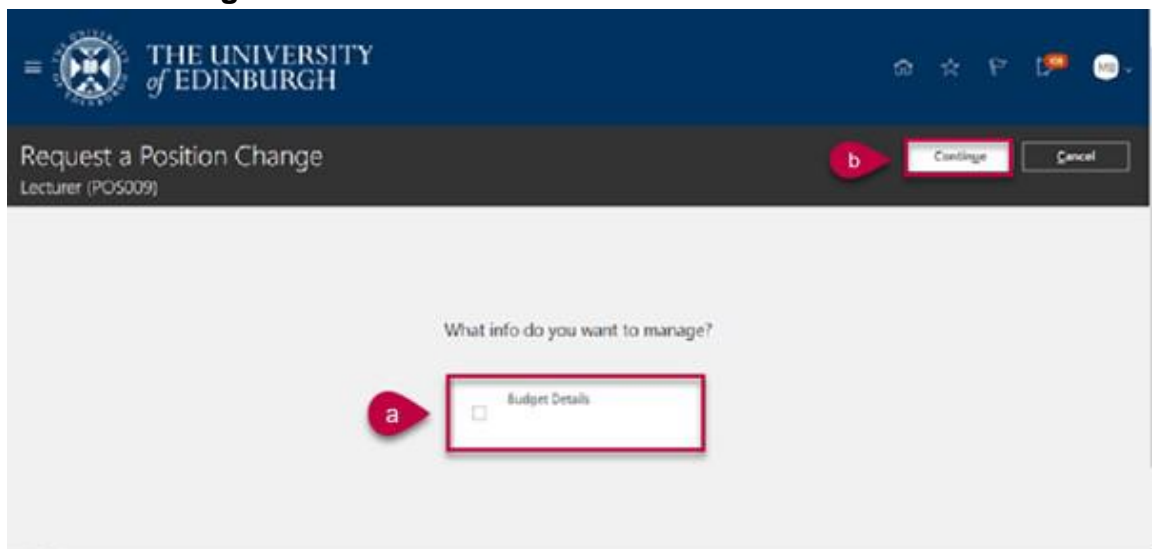 THE UNIVERSITY
of EDINBURGH
MB
Request a Position Change
Lecturer (POS009)
b
Continue
Cancel
What info do you want to manage?
a
Budget Details